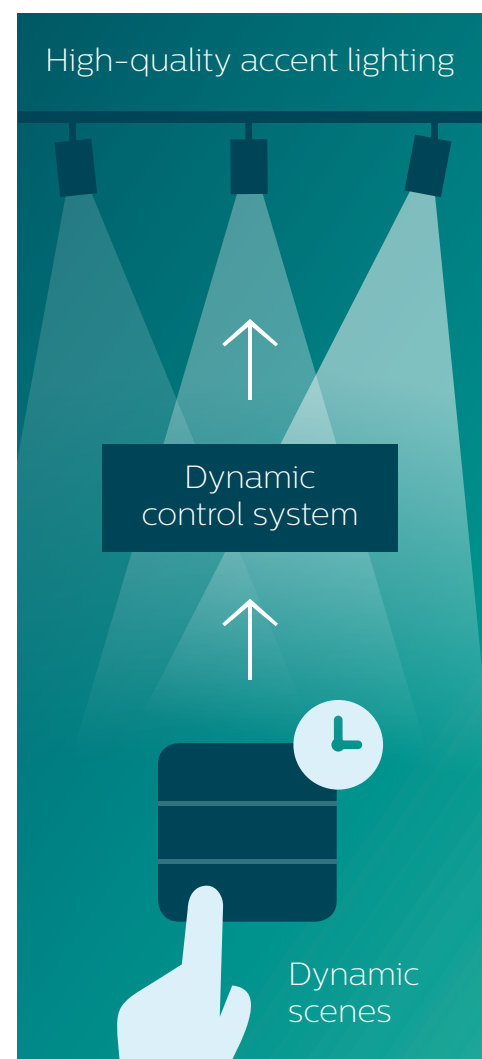 High-quality accent lighting
Dynamic
control system
Dynamic
scenes